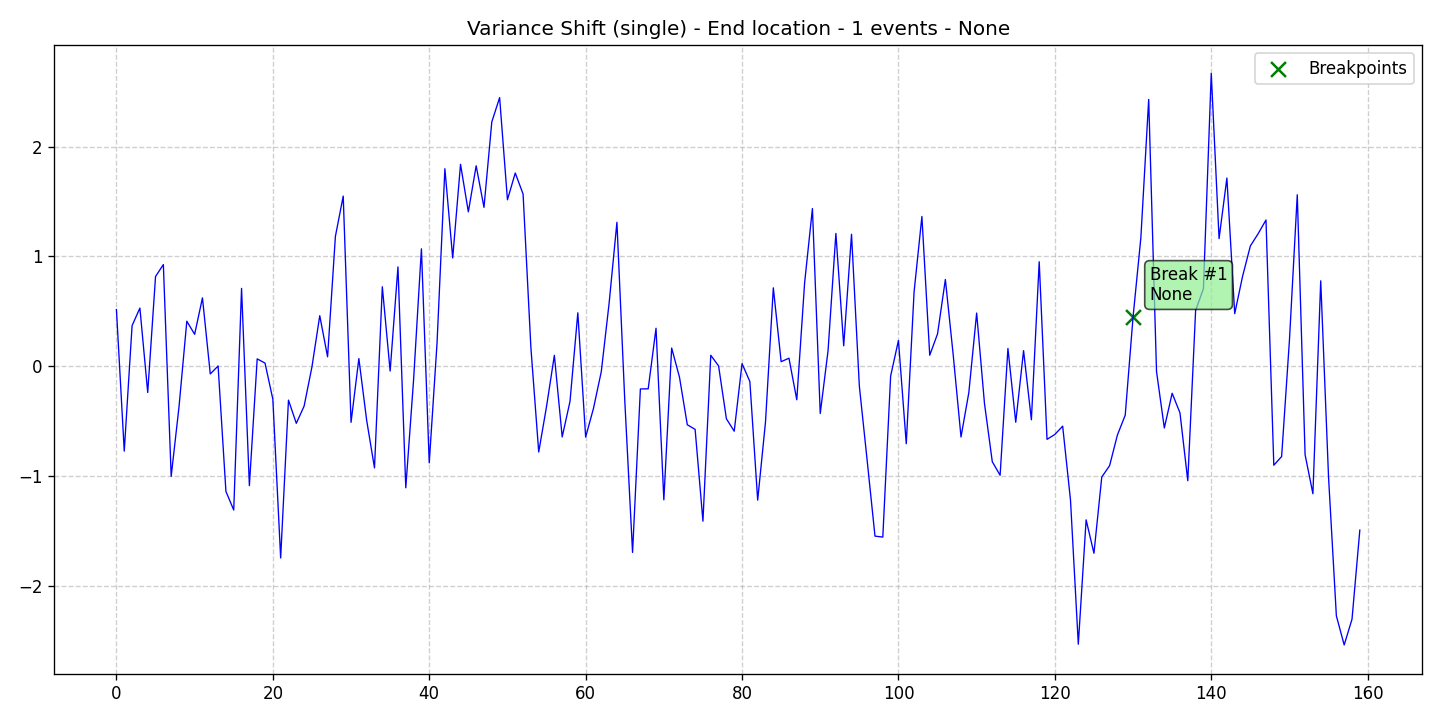 Variance Shift (single) - End location - 1 events - None
Breakpoints
Break #1
None
2
1
0
−1
−2
0 20 40 60 80 100 120 140 160